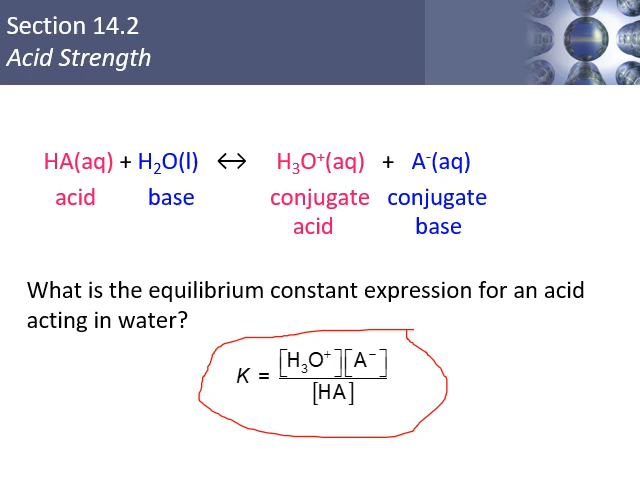 Section 14.2
Acid Strength
HA(aq) + H₂O(l) ↔ H₃O⁺(aq) + A⁻(aq)
acid base conjugate conjugate
acid base
What is the equilibrium constant expression for an acid
acting in water?
K = [H₃O⁺][A⁻]
[HA]